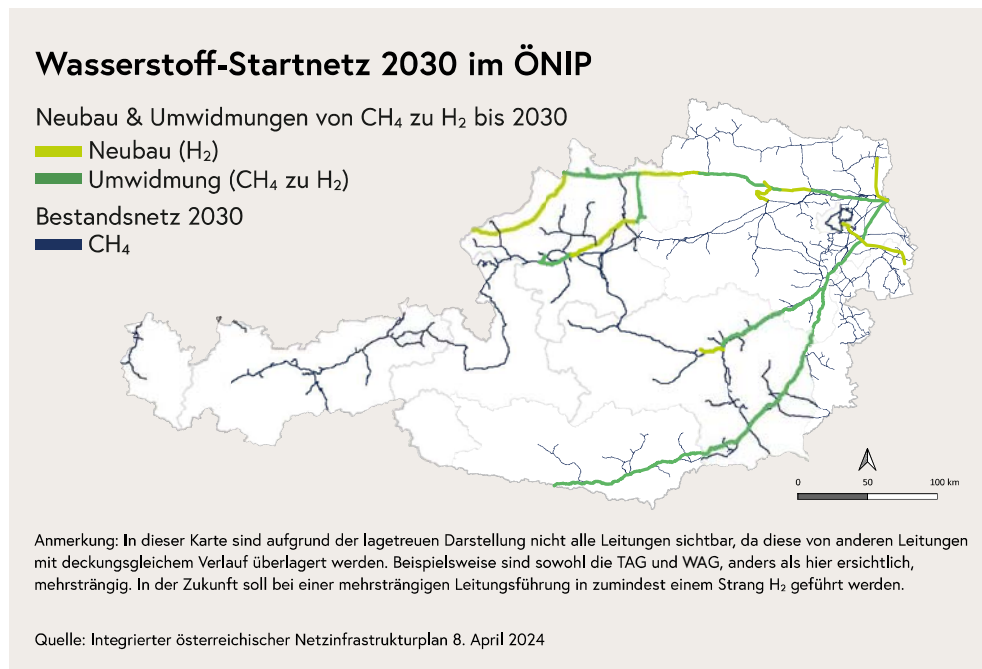 Wasserstoff-Startnetz 2030 im ÖNIP
Neubau & Umwidmungen von CH₄ zu H₂ bis 2030
Neubau (H₂)
Umwidmung (CH₄ zu H₂)
Bestandsnetz 2030
CH₄
0 50 100 km
Anmerkung: In dieser Karte sind aufgrund der lagetreuen Darstellung nicht alle Leitungen sichtbar, da diese von anderen Leitungen
mit deckungsgleichem Verlauf überlagert werden. Beispielsweise sind sowohl die TAG und WAG, anders als hier ersichtlich,
mehrsträngig. In der Zukunft soll bei einer mehrsträngigen Leitungsführung in zumindest einem Strang H₂ geführt werden.
Quelle: Integrierter österreichischer Netzinfrastrukturplan 8. April 2024